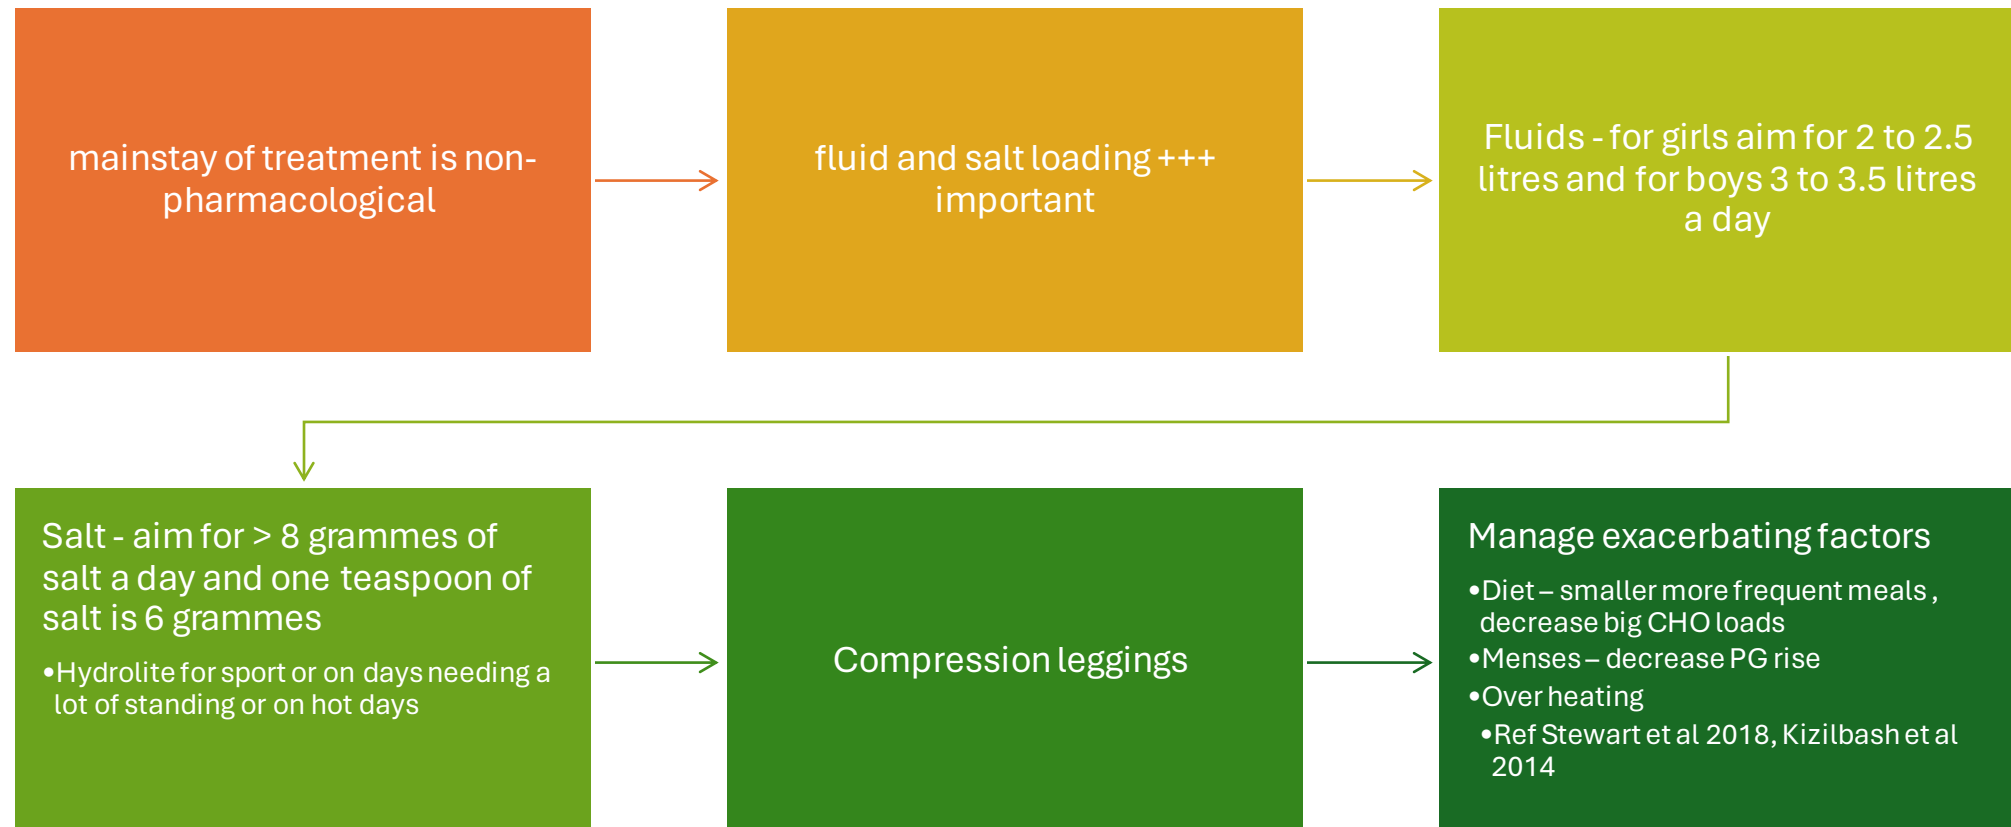 mainstay of treatment is non-
pharmacological
fluid and salt loading +++
important
Fluids - for girls aim for 2 to 2.5
litres and for boys 3 to 3.5 litres
a day
Salt - aim for > 8 grammes of
salt a day and one teaspoon of
salt is 6 grammes
•Hydrolite for sport or on days needing a
lot of standing or on hot days
Compression leggings
Manage exacerbating factors
•Diet – smaller more frequent meals ,
decrease big CHO loads
•Menses – decrease PG rise
•Over heating
•Ref Stewart et al 2018, Kizilbash et al
2014